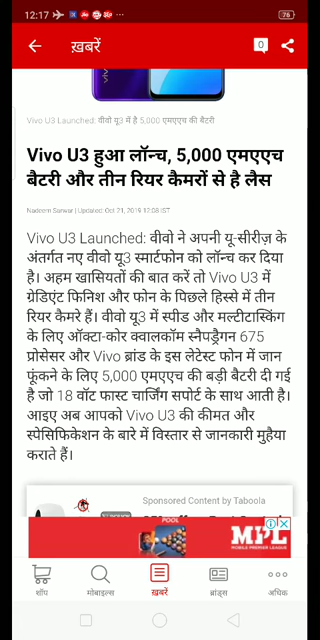 12:17
76
ख़बरें
0
Vivo U3 Launched: वीवो यू3 में है 5,000 एमएएच की बैटरी
Vivo U3 हुआ लॉन्च, 5,000 एमएएच
बैटरी और तीन रियर कैमरों से है लैस
Nadeem Sarwar | Updated: Oct 21, 2019 12:08 IST
Vivo U3 Launched: वीवो ने अपनी यू-सीरीज़ के
अंतर्गत नए वीवो यू3 स्मार्टफोन को लॉन्च कर दिया
है। अहम खासियतों की बात करें तो Vivo U3 में
ग्रेडिएंट फिनिश और फोन के पिछले हिस्से में तीन
रियर कैमरे हैं। वीवो यू3 में स्पीड और मल्टीटास्किंग
के लिए ऑक्टा-कोर क्वालकॉम स्नैपड्रैगन 675
प्रोसेसर और Vivo ब्रांड के इस लेटेस्ट फोन में जान
फूंकने के लिए 5,000 एमएएच की बड़ी बैटरी दी गई
है जो 18 वॉट फास्ट चार्जिंग सपोर्ट के साथ आती है।
आइए अब आपको Vivo U3 की कीमत और
स्पेसिफिकेशन के बारे में विस्तार से जानकारी मुहैया
कराते हैं।
Sponsored Content by Taboola
POOL
MPL
MOBILE PREMIER LEAGUE
शॉप
मोबाइल्स
ख़बरें
ब्रांड्स
अधिक